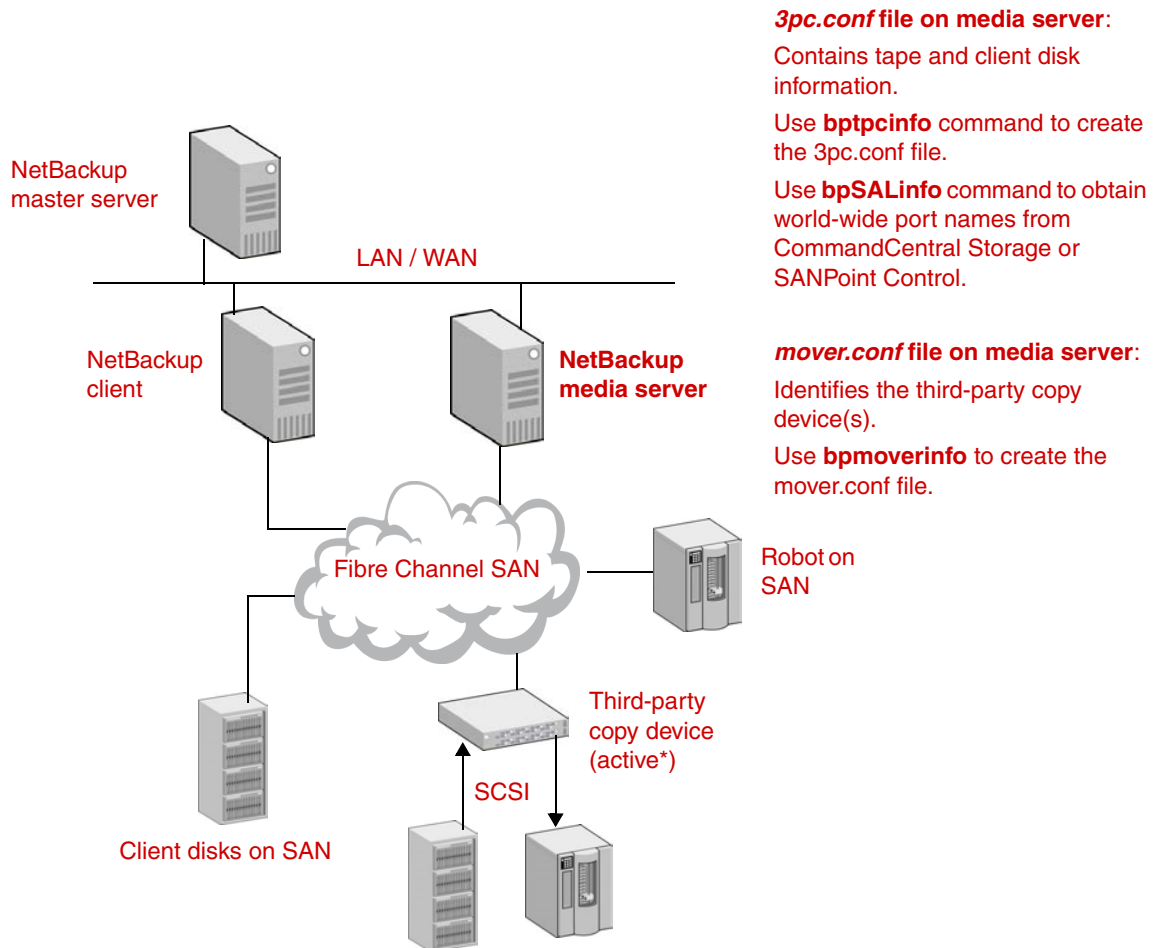 3pc.conf file on media server:
Contains tape and client disk
information.
Use bptpcinfo command to create
the 3pc.conf file.
Use bpSALinfo command to obtain
world-wide port names from
CommandCentral Storage or
SANPoint Control.
mover.conf file on media server:
Identifies the third-party copy
device(s).
Use bpmoverinfo to create the
mover.conf file.
NetBackup
master server
LAN / WAN
NetBackup
client
NetBackup
media server
Fibre Channel SAN
Robot on
SAN
Third-party
copy device
(active*)
SCSI
Client disks on SAN